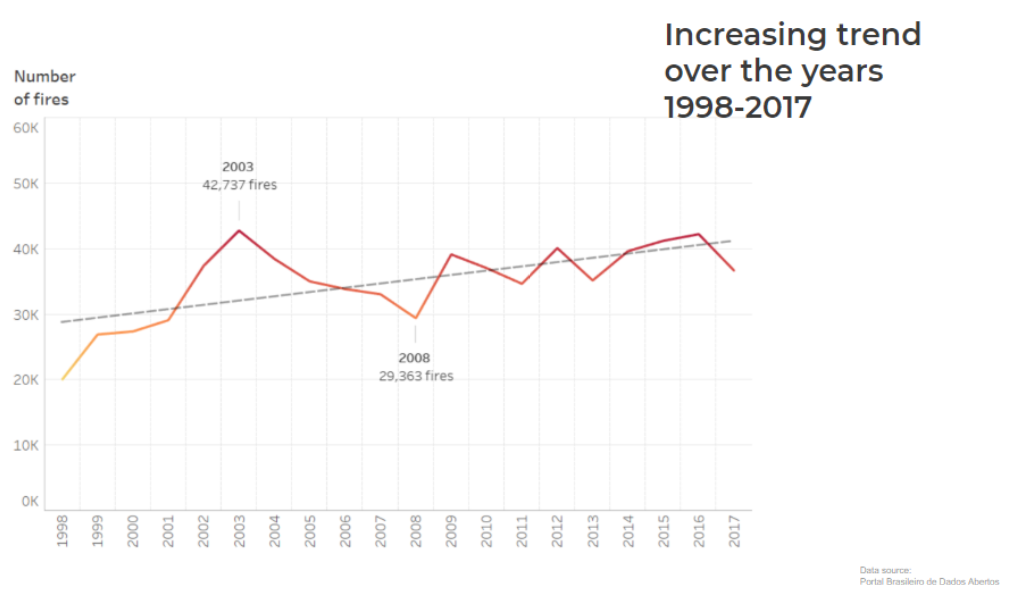 Increasing trend
over the years
1998-2017
Number
of fires
60K
50K
40K
30K
20K
10K
0K
2003
42,737 fires
2008
29,363 fires
1998
1999
2000
2001
2002
2003
2004
2005
2006
2007
2008
2009
2010
2011
2012
2013
2014
2015
2016
2017
Data source:
Portal Brasileiro de Dados Abertos